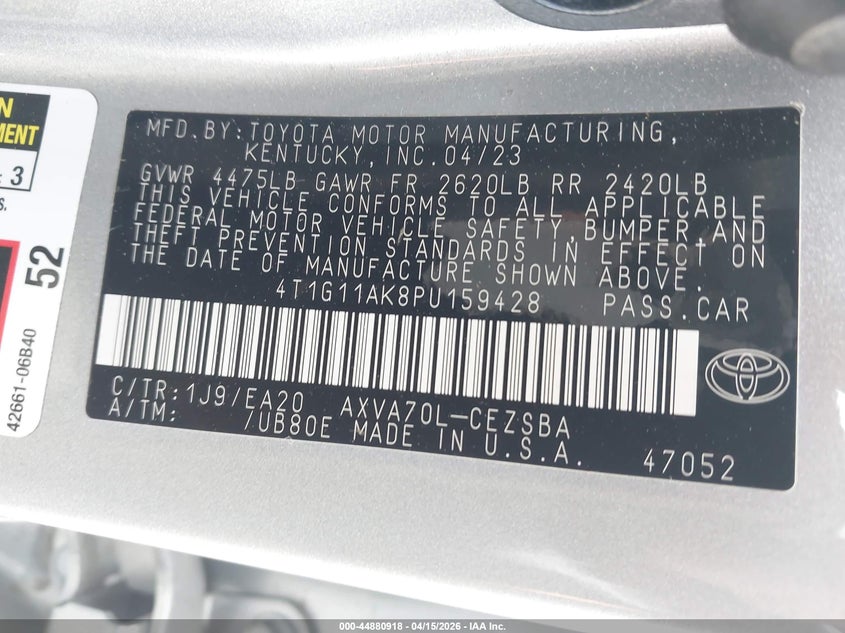 N
MENT
: 3
S.
52
42661-06B40
MFD.BY:TOYOTA MOTOR MANUFACTURING,
KENTUCKY,INC.04/23
GVWR 4475LB GAWR FR 2620LB RR 2420LB
THIS VEHICLE CONFORMS TO ALL APPLICABLE
FEDERAL MOTOR VEHICLE SAFETY,BUMPER,AND
THEFT PREVENTION STANDARDS IN EFFECT ON
THE DATE OF MANUFACTURE SHOWN ABOVE.
4T1G11AK8PU159428 PASS.CAR
C/TR:1J9/EA20 AXVA70L-CEZSBA
A/TM: /UB80E MADE IN U.S.A. 47052
000-44880918 - 04/15/2026 - IAA Inc.